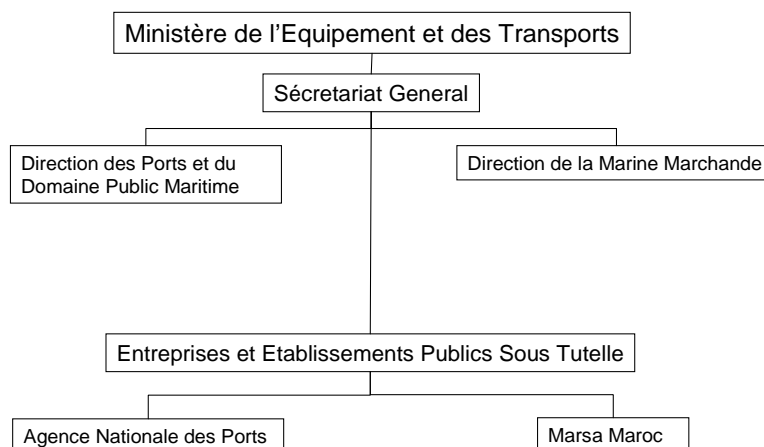 Ministère de l'Equipement et des Transports
Sécretariat General
Direction des Ports et du
Domaine Public Maritime
Direction de la Marine Marchande
Entreprises et Etablissements Publics Sous Tutelle
Agence Nationale des Ports
Marsa Maroc